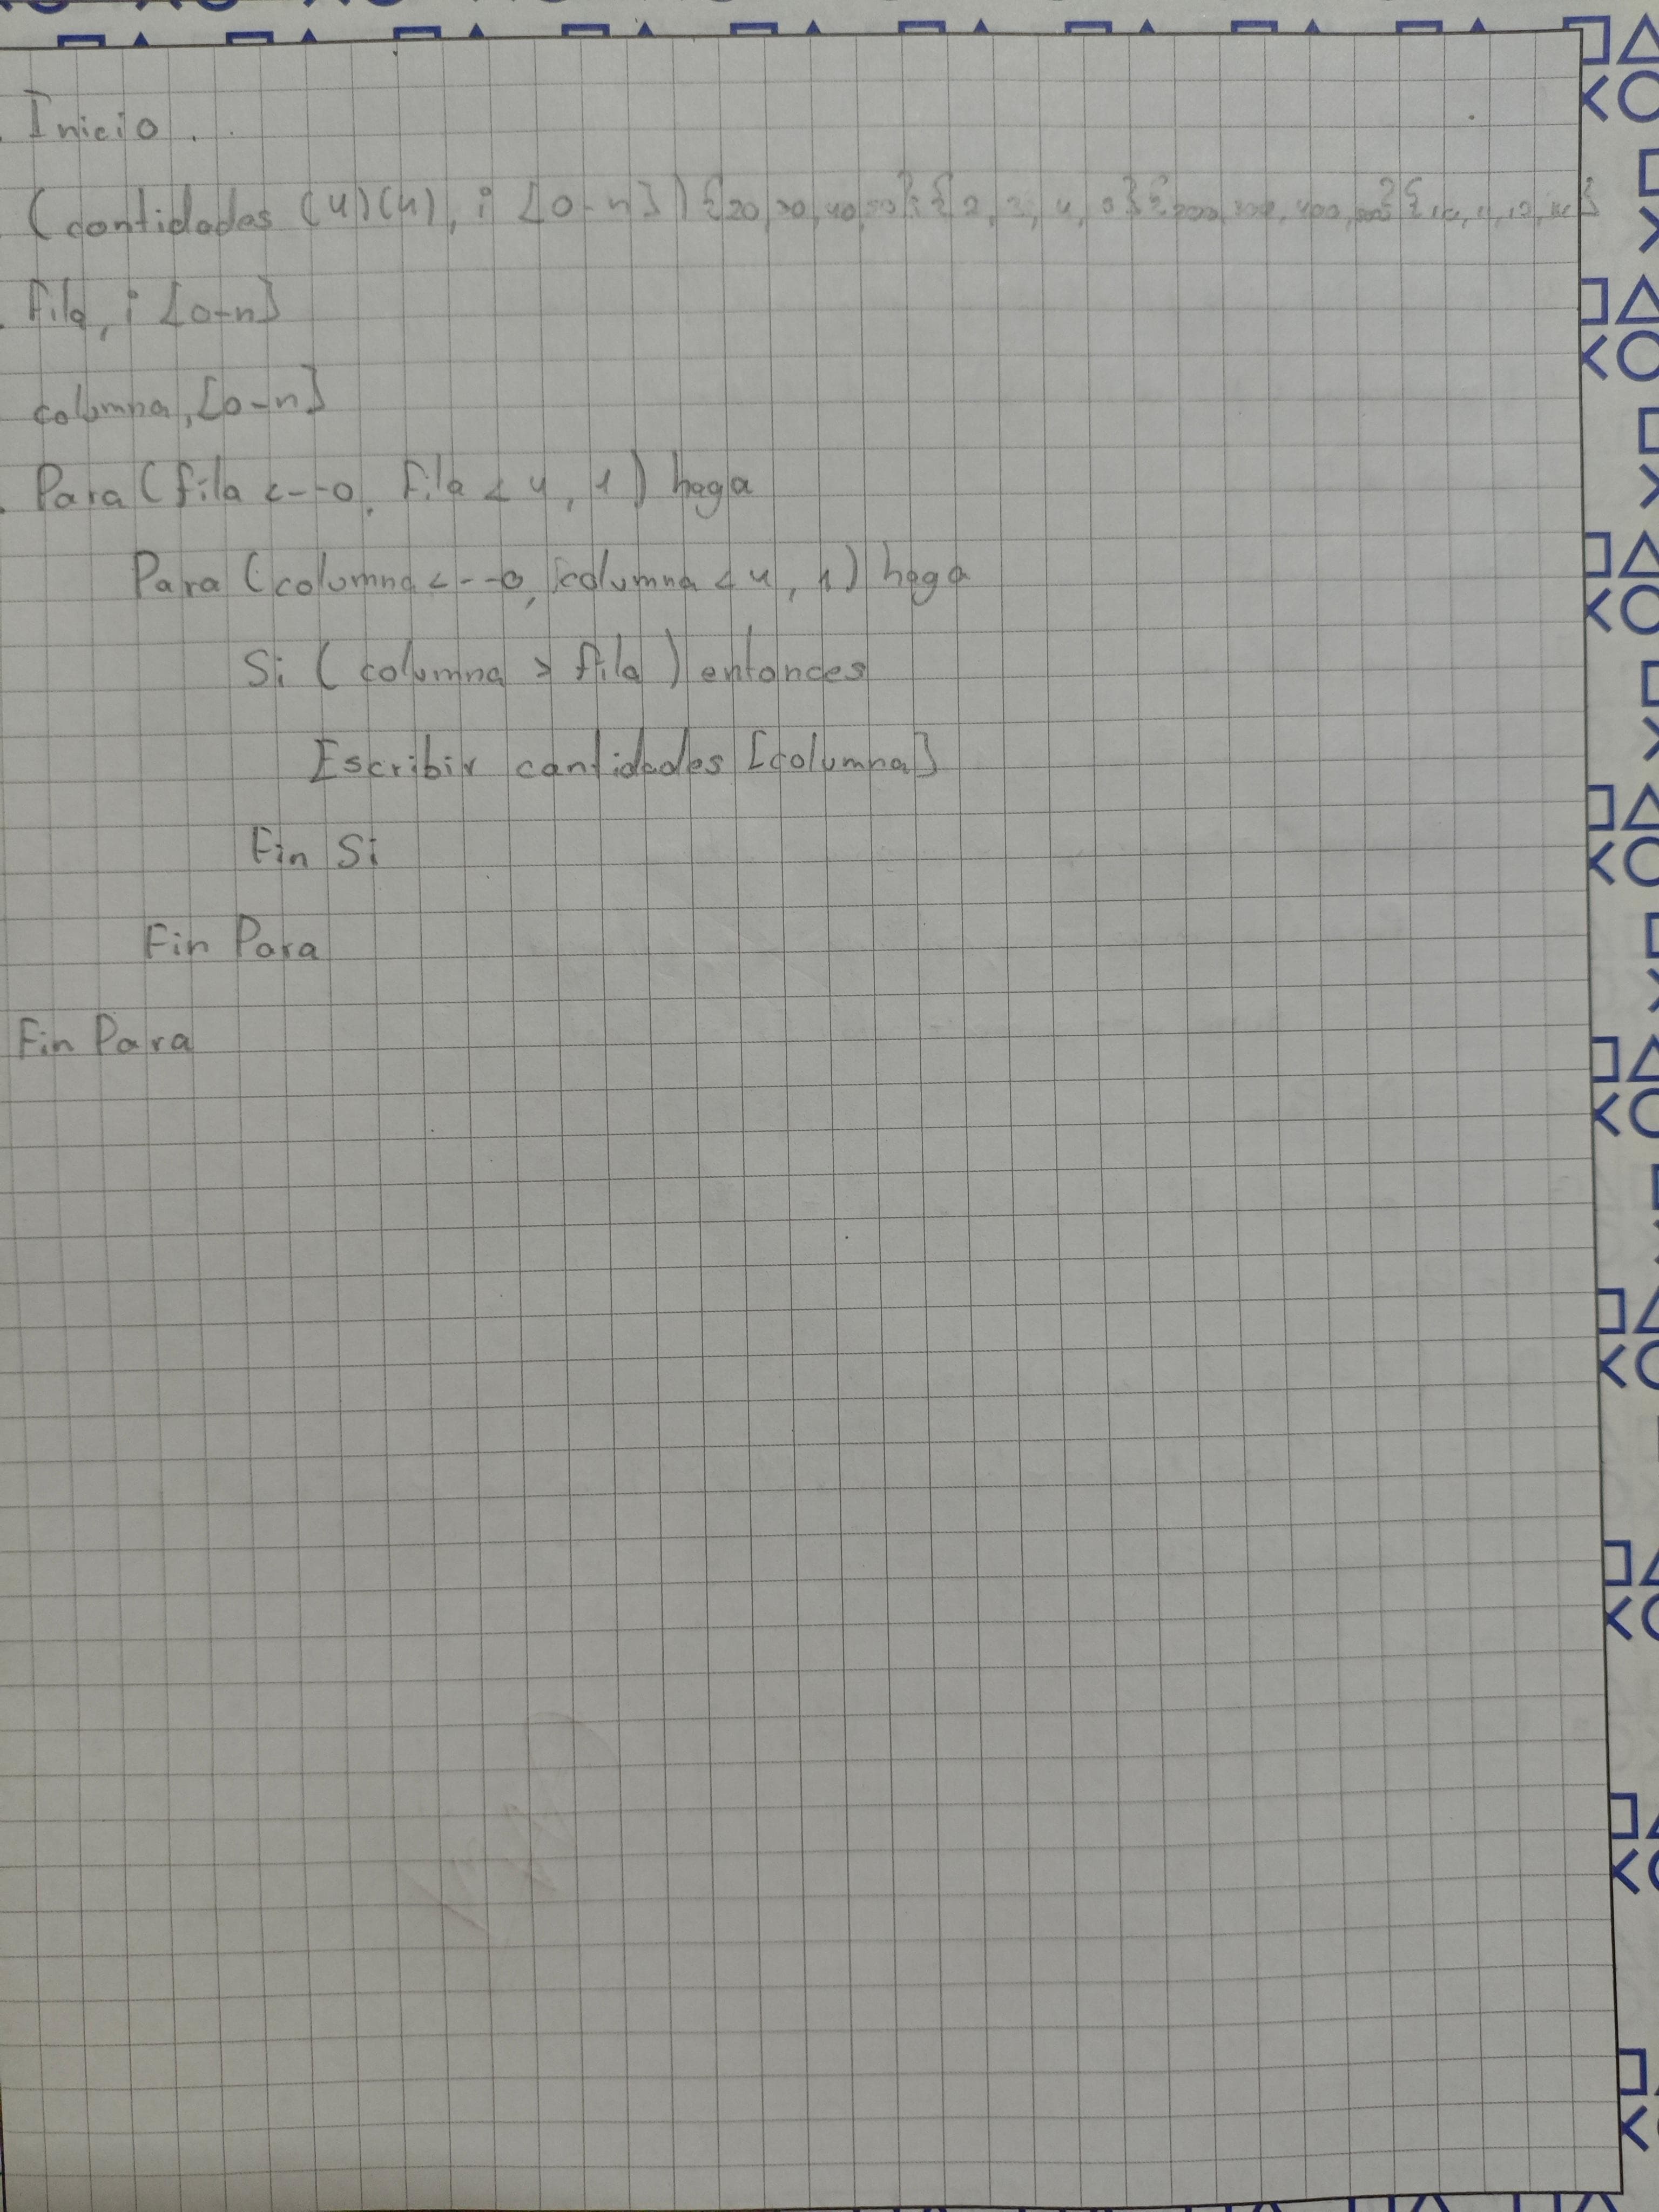 Inicio.
(cantidades (4)(4), i [0-n]) {20, 30, 40, 50} {2, 3, 4, 5} {200, 300, 400, 500} {10, 11, 12,
fila, i [0-n]
columna, [0-n]
Para (fila <--0, fila < 4, 1) haga
Para (columna <--0, columna < 4, 1) haga
Si (columna > fila) entonces
Escribir cantidades [columna]
Fin Si
Fin Para
Fin Para